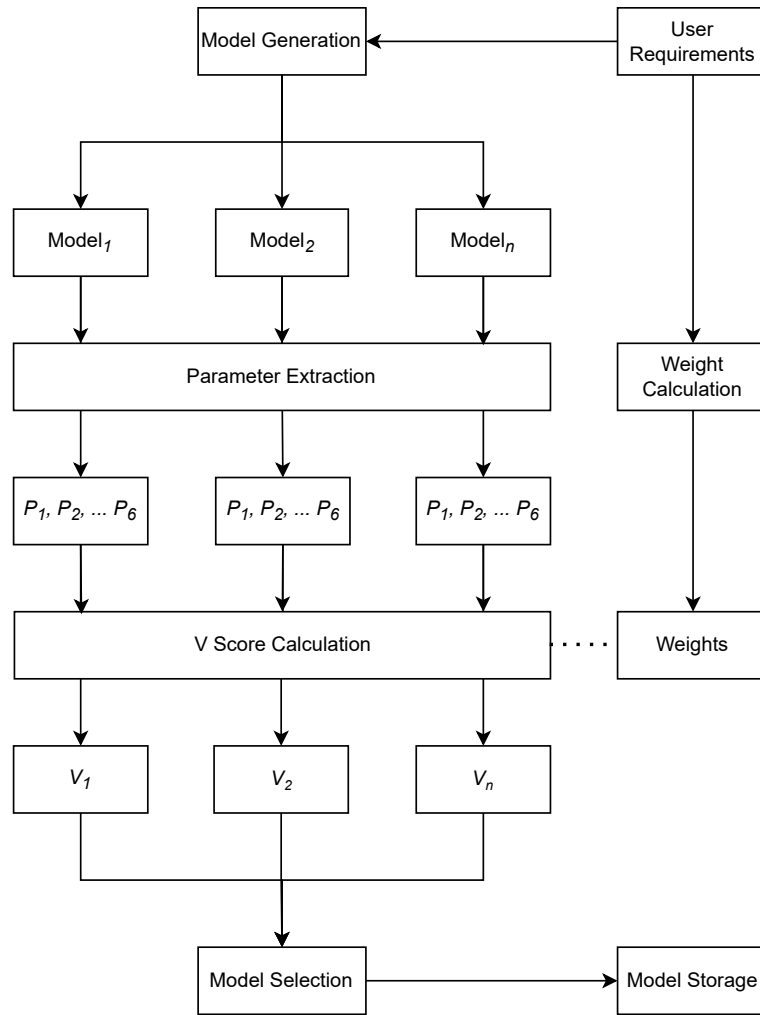 Model Generation
User
Requirements
Model1
Model2
Modeln
Parameter Extraction
Weight
Calculation
P1, P2, ... P6
P1, P2, ... P6
P1, P2, ... P6
V Score Calculation
Weights
V1
V2
Vn
Model Selection
Model Storage